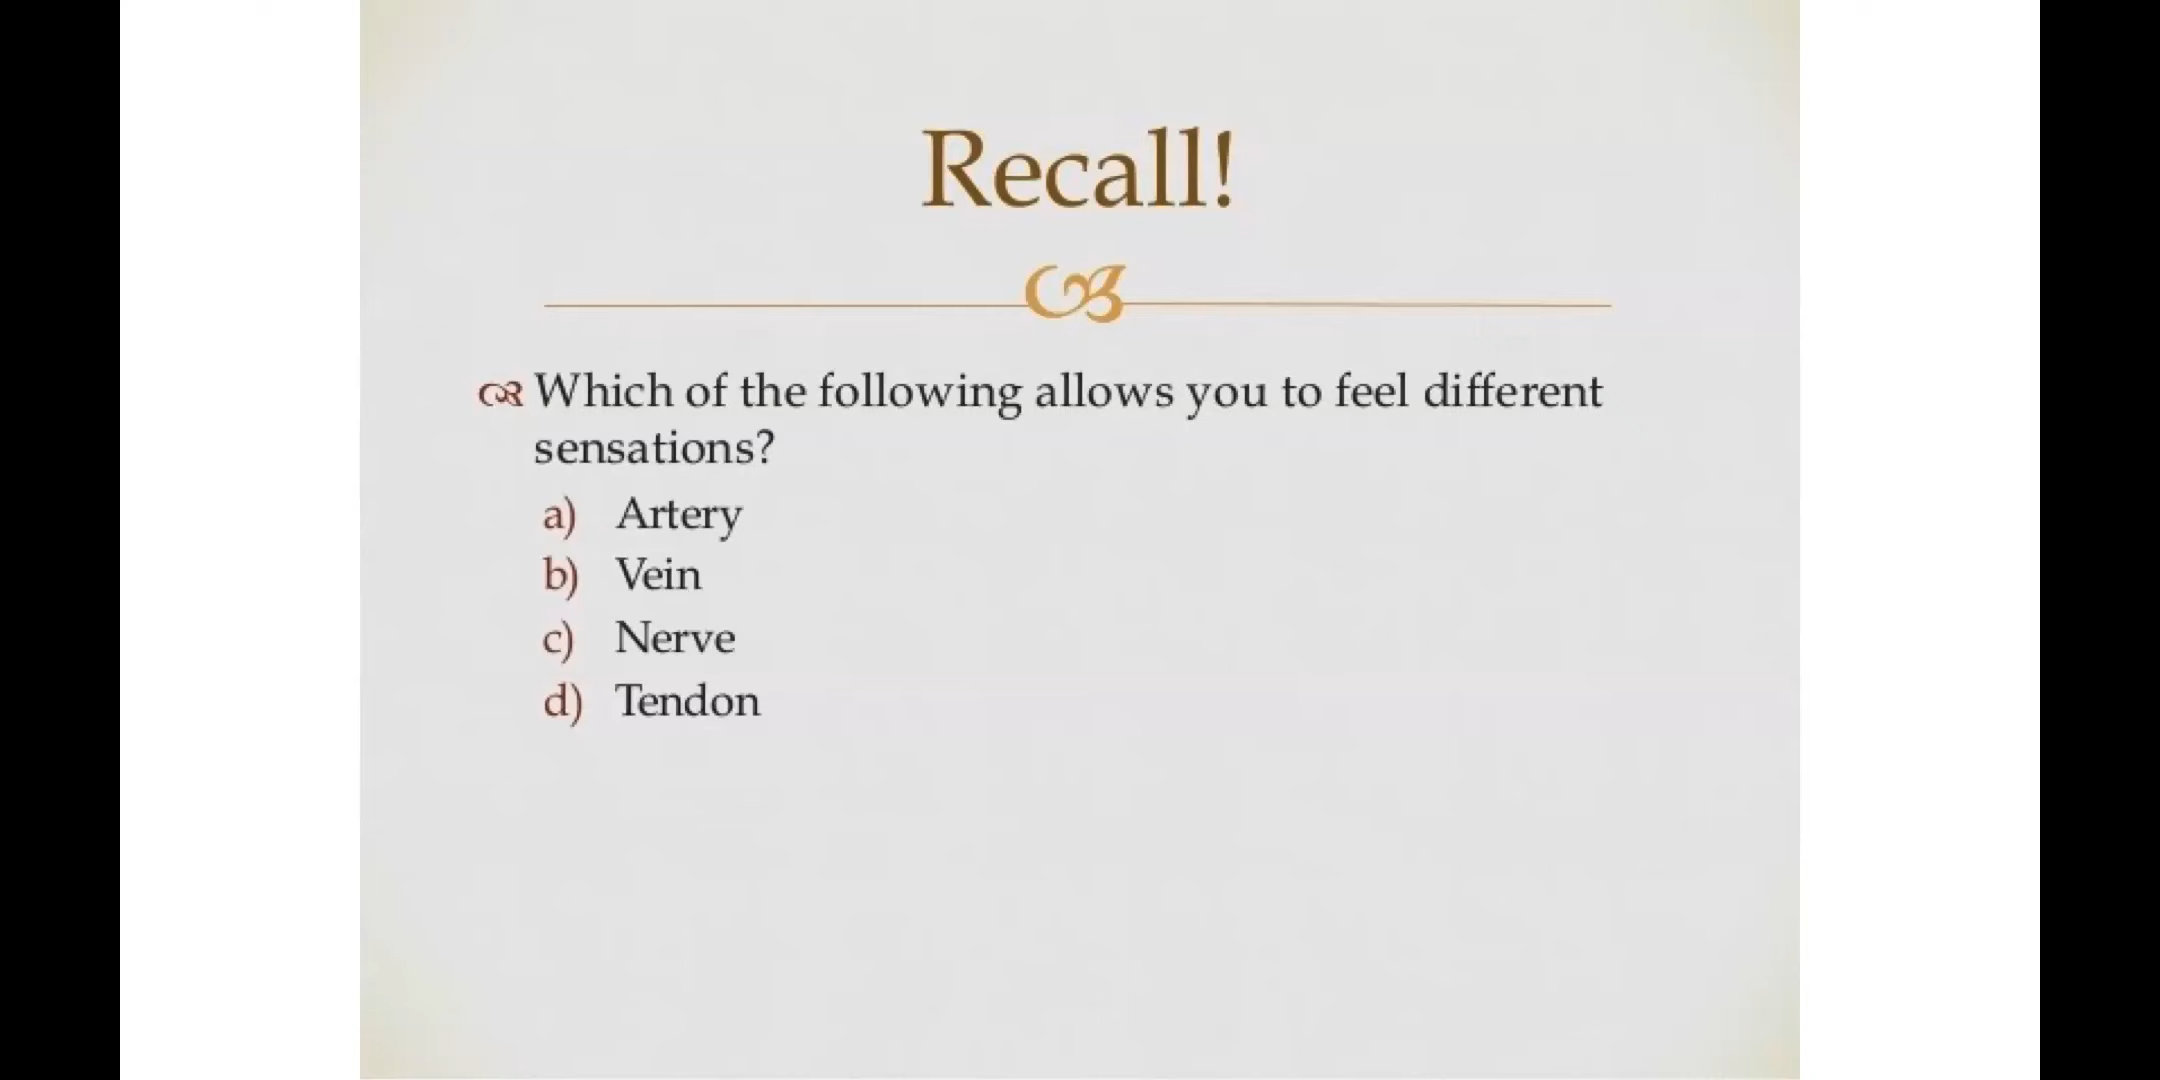 Recall!
Which of the following allows you to feel different
sensations?
a) Artery
b) Vein
c) Nerve
d) Tendon